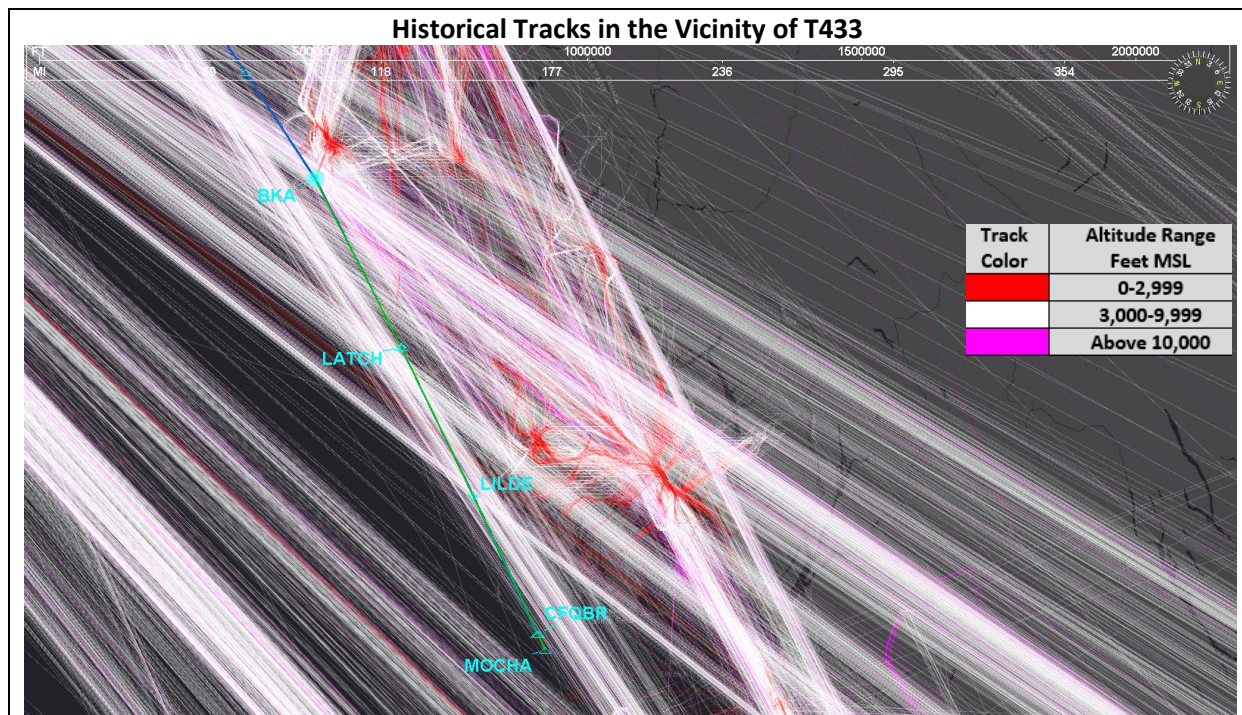 Historical Tracks in the Vicinity of T433
FT 500000 1000000 1500000 2000000
MI 59 118 177 236 295 354
BKA
LATCH
LILDE
CFQBR
MOCHA
Track Color Altitude Range Feet MSL
0-2,999
3,000-9,999
Above 10,000